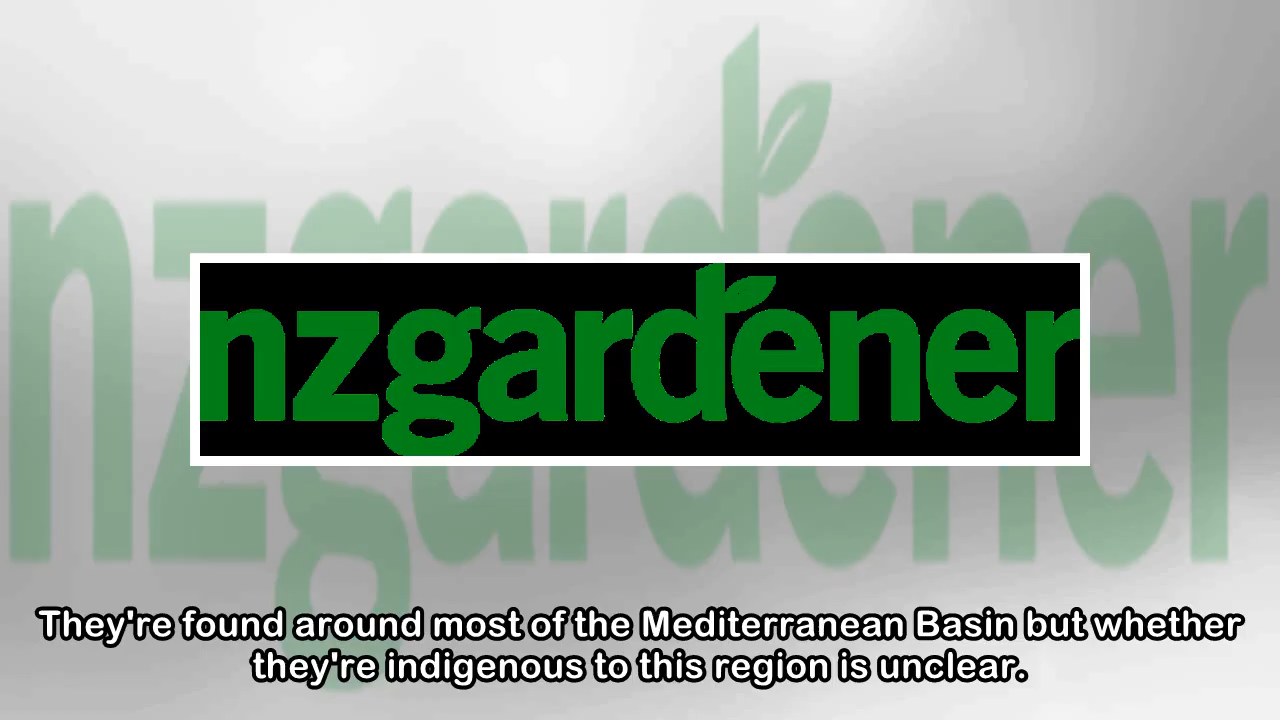 nzgardener
They're found around most of the Mediterranean Basin but whether
they're indigenous to this region is unclear.